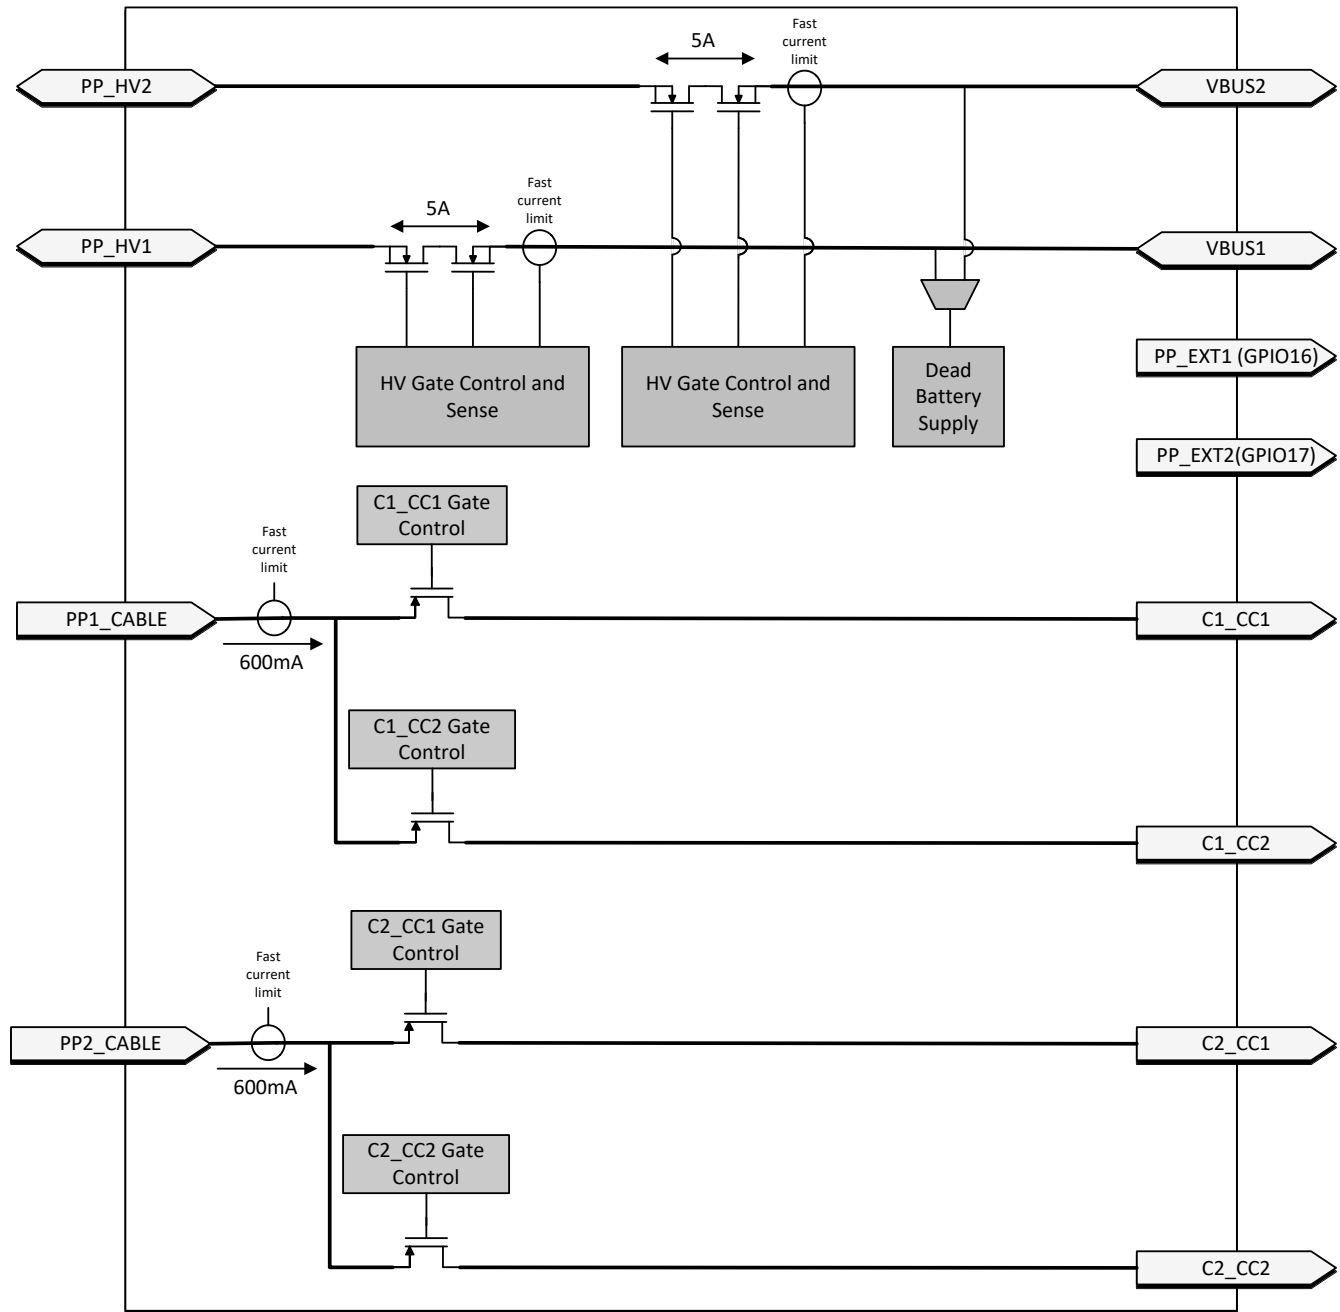 5A
Fast
current
limit
PP_HV2
VBUS2
5A
Fast
current
limit
PP_HV1
VBUS1
HV Gate Control and
Sense
HV Gate Control and
Sense
Dead
Battery
Supply
PP_EXT1 (GPIO16)
PP_EXT2(GPIO17)
C1_CC1 Gate
Control
Fast
current
limit
PP1_CABLE
600mA
C1_CC1
C1_CC2 Gate
Control
C1_CC2
C2_CC1 Gate
Control
Fast
current
limit
PP2_CABLE
600mA
C2_CC1
C2_CC2 Gate
Control
C2_CC2